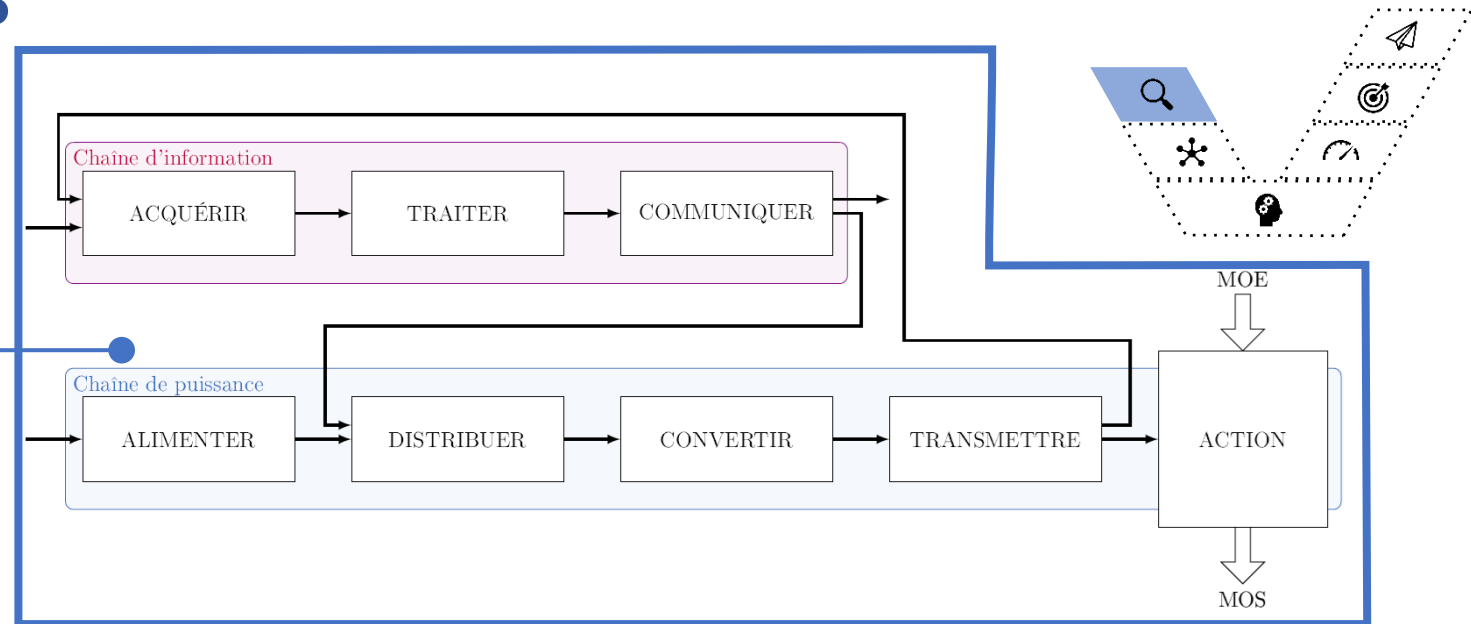 Chaîne d'information
ACQUÉRIR
TRAITER
COMMUNIQUER
MOE
Chaîne de puissance
ALIMENTER
DISTRIBUER
CONVERTIR
TRANSMETTRE
ACTION
MOS